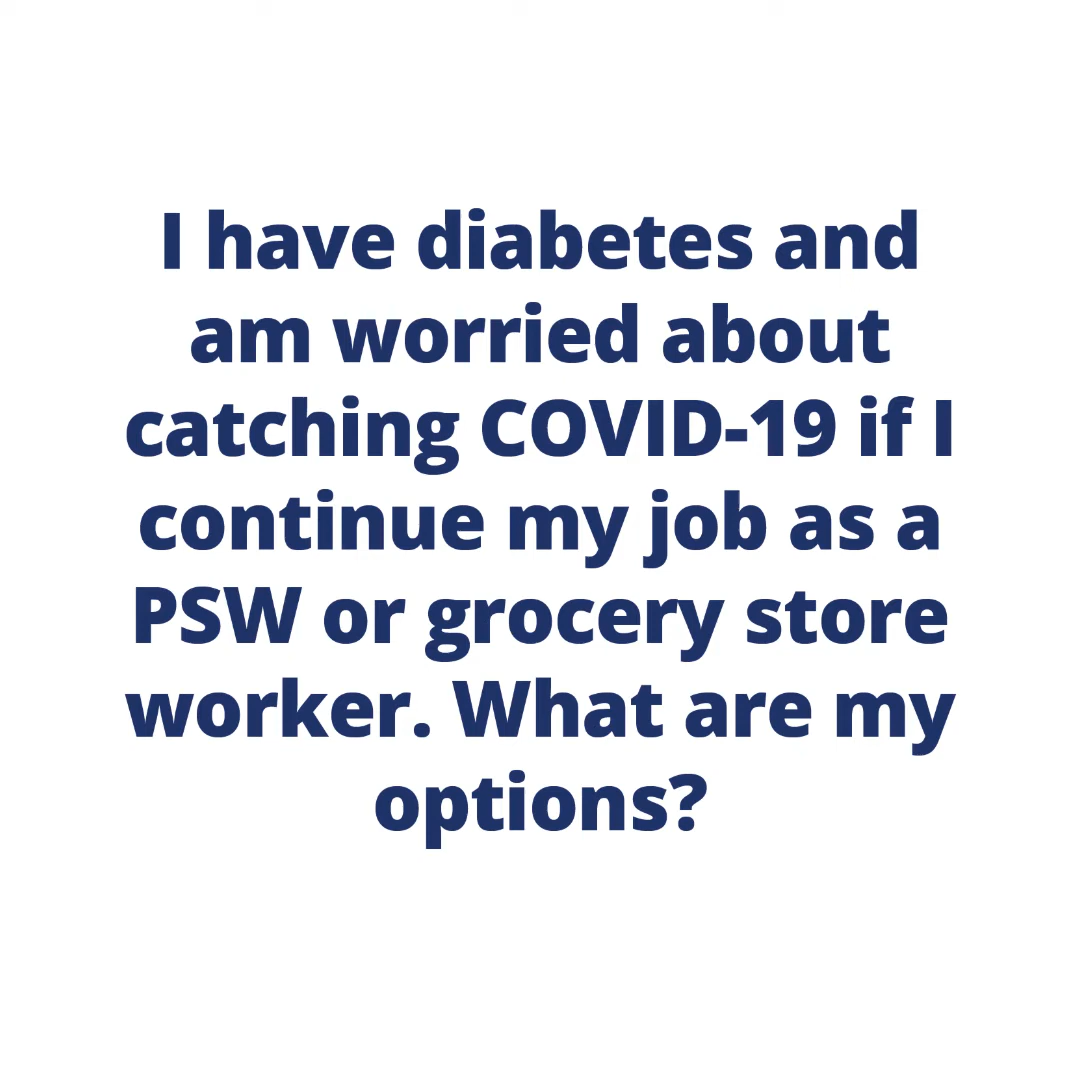 I have diabetes and
am worried about
catching COVID-19 if I
continue my job as a
PSW or grocery store
worker. What are my
options?